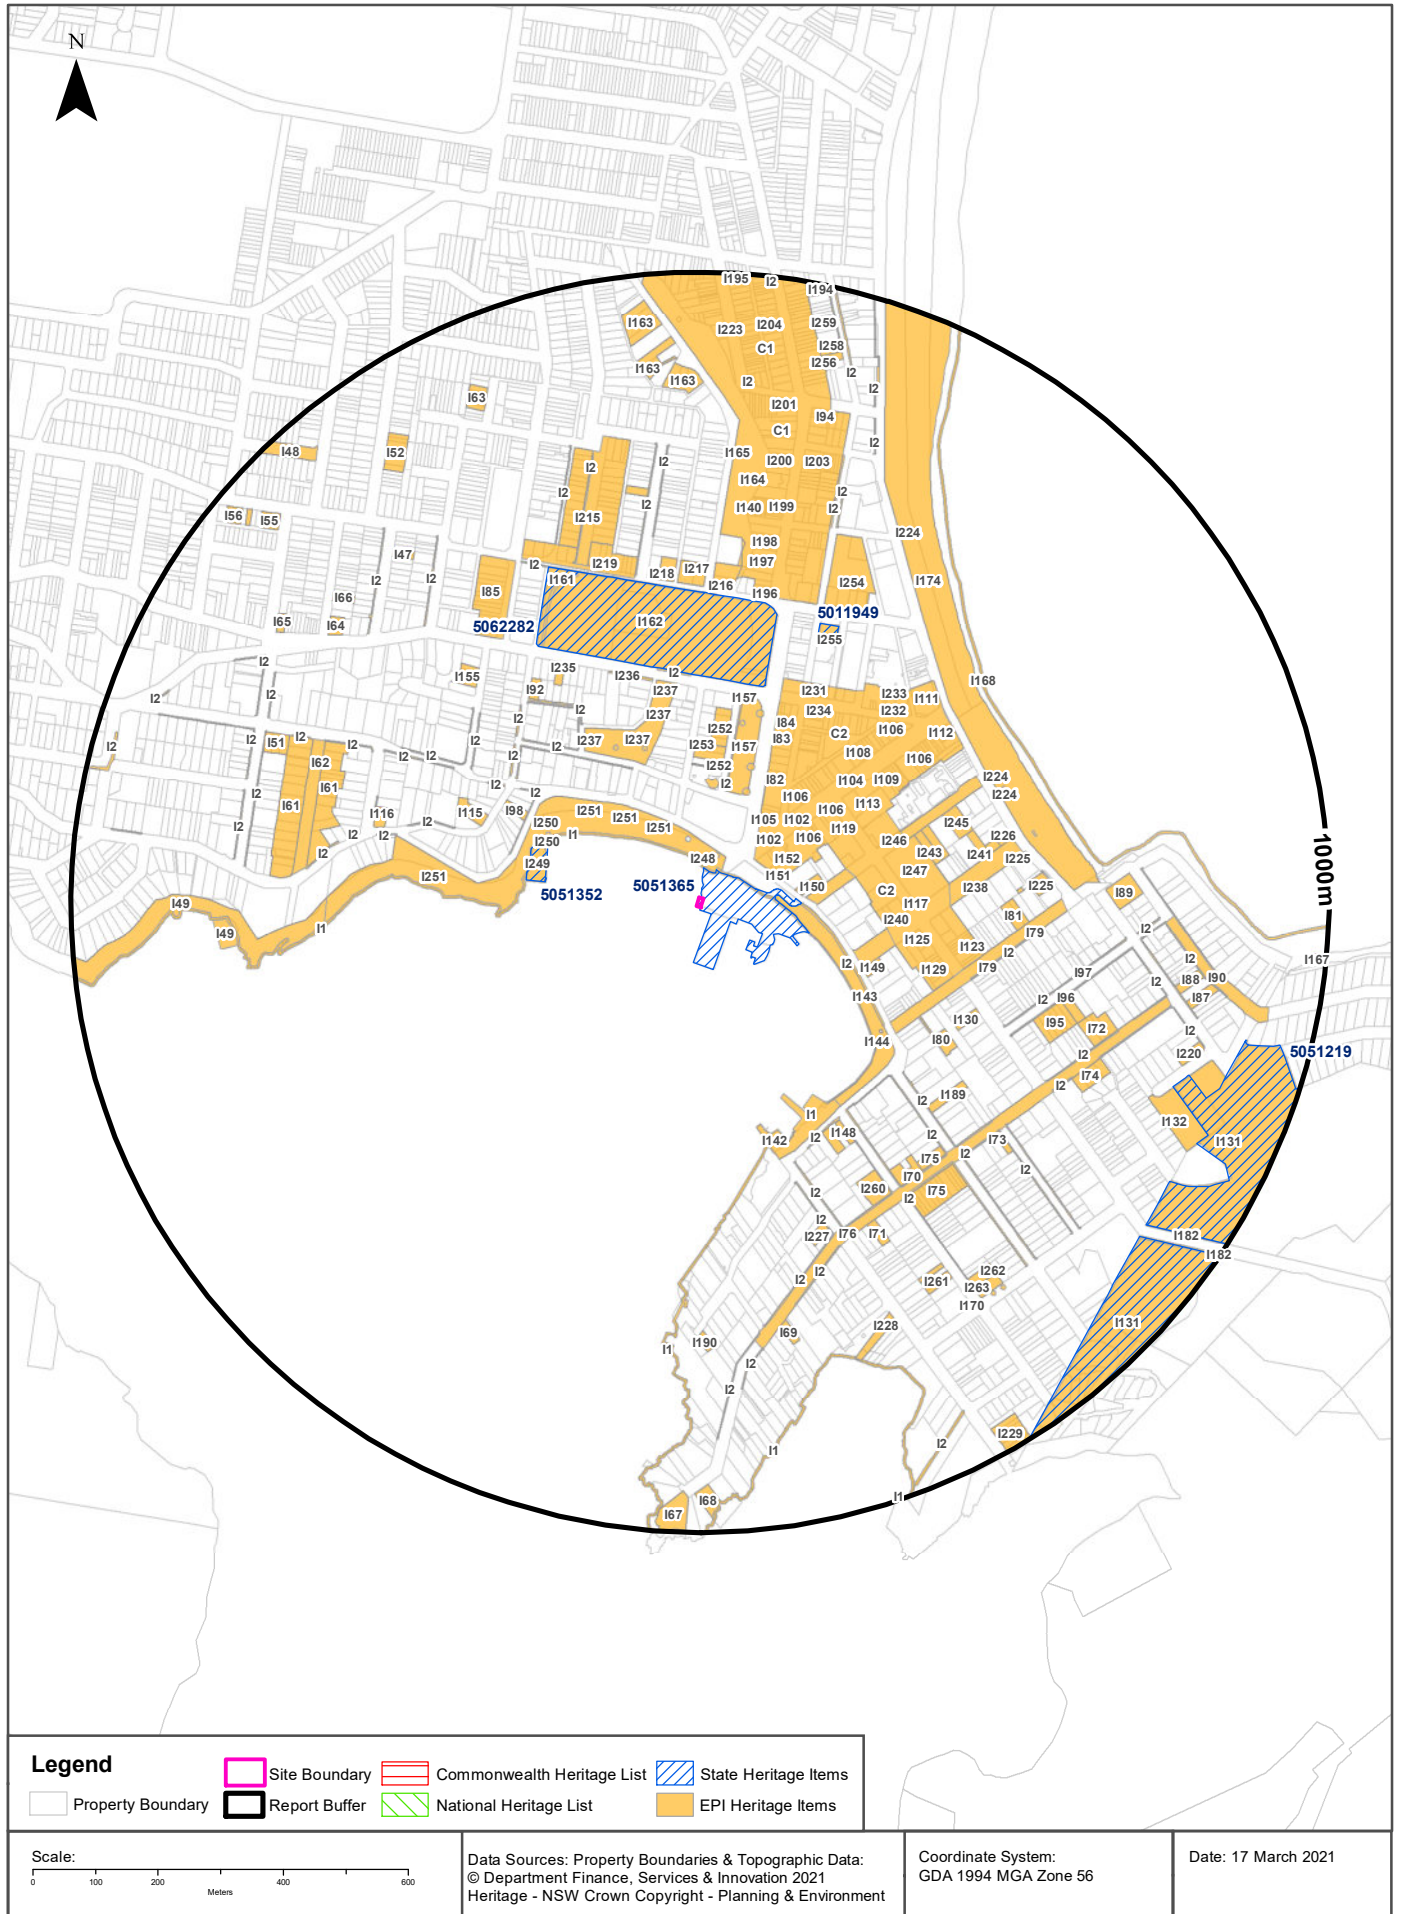 N
I195 I2
I194
I163 I223 I204 I259
C1 I258
I256
I163 I163 I2 I2
I2
I63 I201 I94
C1 I2
I48 I52 I165 I200 I203
I2 I2
I164
I2 I2 I2
I56 I55 I215 I140 I199 I2
I224
I47 I2 I219 I198
I197
I161 I218 I217 I174
I2 I2 I85 I216 I254
I66 I196
5011949
I65 I64 5062282 I162 I255
I2 I155 I235 I236 I2 I168
I2 I2 I92 I237 I157 I231 I233 I111
I237 I234 I232
I2 I2 I252 I84 I106 I112
I2 I51 I2 I2 I2 I2 I2 I2 I237 I237 I253 I157 I83 C2
I62 I2 I252 I108 I106
I61 I2 I2 I82 I104 I109 I224
I2 I61 I2 I106 I224
I116 I115 I98 I251 I251 I105 I102 I106 I113 I245
I2 I2 I2 I250 I251 I119 I246 I226
I1 I102 I106 I243 I241
I2 I250 I248 I152 I225
I249 I151 I247
I251 5051352 5051365 I150 C2 I238 I225 I89
1000m
I49 I117 I81
I49 I1 I240 I79 I2
I125 I123 I2 I167
I2 I149 I129 I79 I97 I2 I88 I90
I143 I2 I96 I87
I130 I95 I72 I2
I144 I80 I2 I220 5051219
I74
I2
I1 I2 I189 I132
I142 I2 I148 I2 I73 I131
I75 I2 I2
I70
I2 I260 I2 I75
I2
I227 I76 I71 I182
I182
I2 I2 I261 I262
I263
I170
I1 I190 I69 I228 I131
I2
I2
I2 I229
I1
I68 I1
I67
Legend
Site Boundary Commonwealth Heritage List State Heritage Items
Property Boundary Report Buffer National Heritage List EPI Heritage Items
Scale:
0 100 200 400 600
Meters
Data Sources: Property Boundaries & Topographic Data:
© Department Finance, Services & Innovation 2021
Heritage - NSW Crown Copyright - Planning & Environment
Coordinate System:
GDA 1994 MGA Zone 56
Date: 17 March 2021